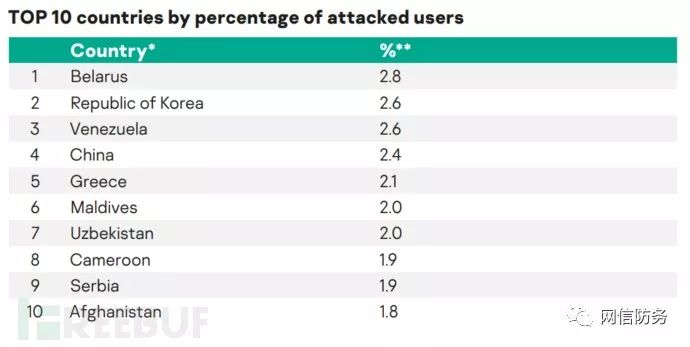 TOP 10 countries by percentage of attacked users
Country* %**
1 Belarus 2.8
2 Republic of Korea 2.6
3 Venezuela 2.6
4 China 2.4
5 Greece 2.1
6 Maldives 2.0
7 Uzbekistan 2.0
8 Cameroon 1.9
9 Serbia 1.9
10 Afghanistan 1.8
FREEBUF
网信防务